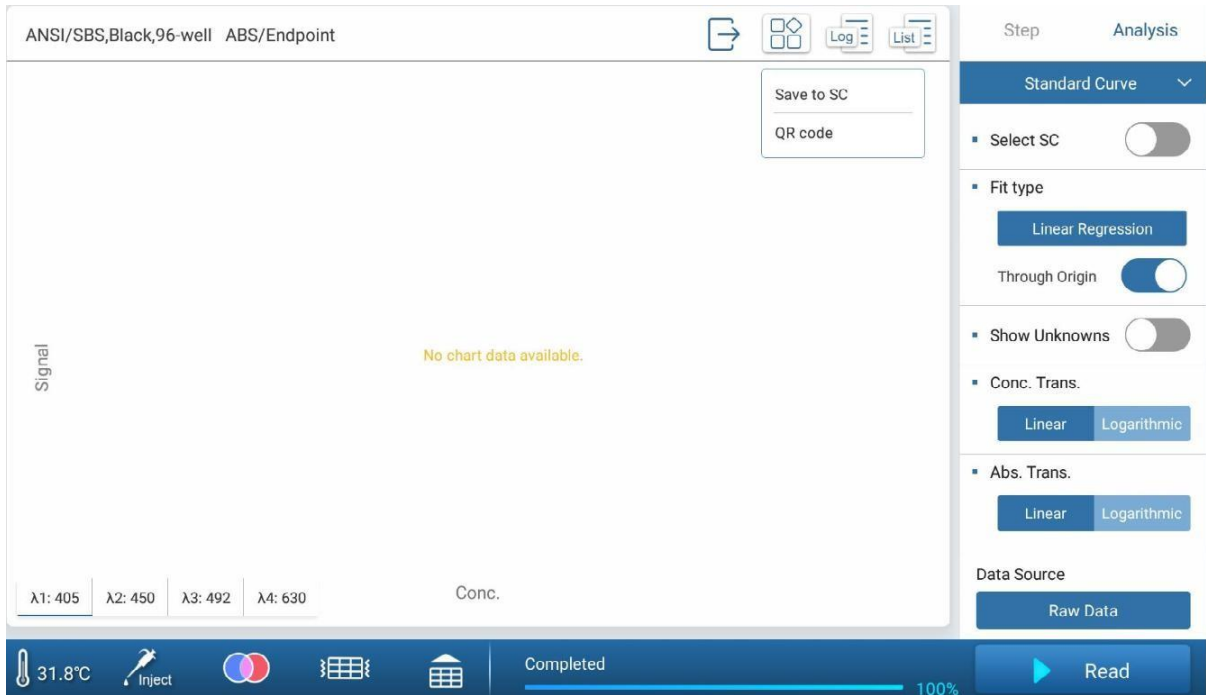 ANSI/SBS,Black,96-well ABS/Endpoint
Log
List
Step
Analysis
Save to SC
QR code
Standard Curve
Select SC
Fit type
Linear Regression
Through Origin
Show Unknowns
Conc. Trans.
Linear Logarithmic
Abs. Trans.
Linear Logarithmic
Data Source
Raw Data
Signal
No chart data available.
Conc.
λ1: 405
λ2: 450
λ3: 492
λ4: 630
31.8℃
Inject
Completed
100%
Read